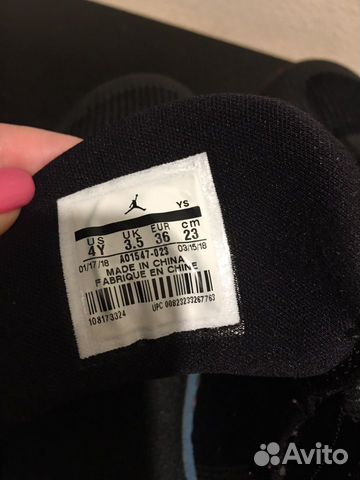 YS
US UK EUR cm
4Y 3.5 36 23
01/17/18 AO1547-023 03/15/18
MADE IN CHINA
FABRIQUE EN CHINE
108173324 UPC 00823233267763
Avito